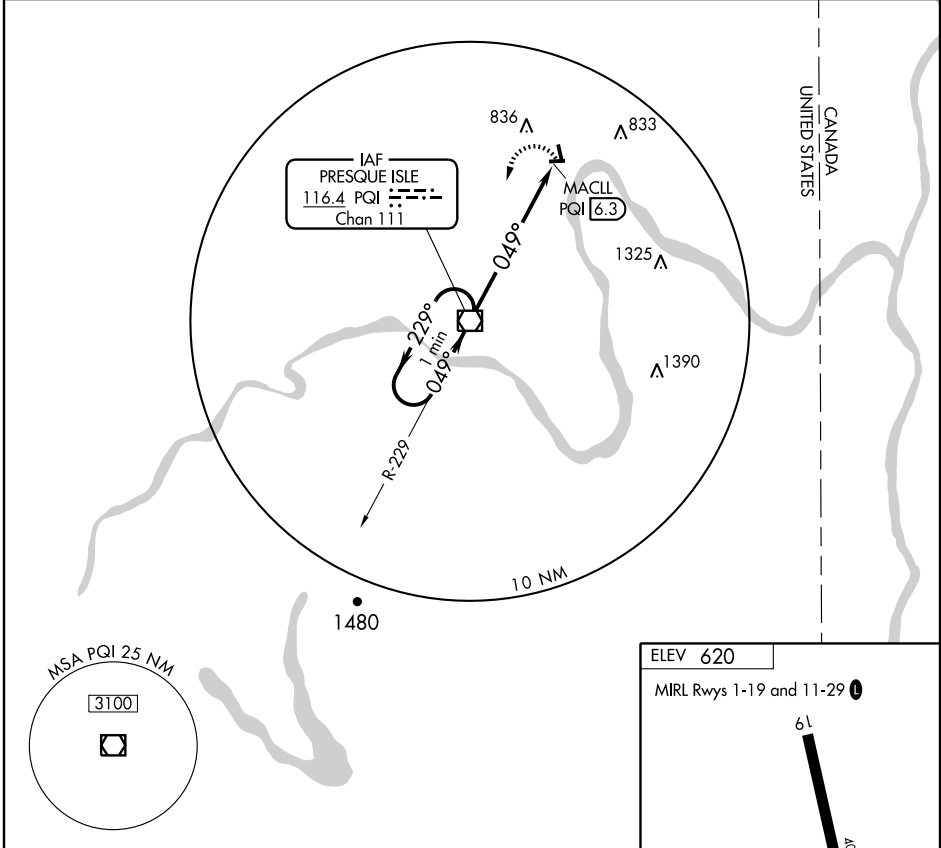 836
833
CANADA
UNITED STATES
IAF
PRESQUE ISLE
116.4 PQI
Chan 111
MACLL
PQI 6.3
049°
1325
229°
1 min
049°
1390
R-229
10 NM
1480
MSA PQI 25 NM
3100
ELEV 620
MIRL Rwys 1-19 and 11-29 L
19